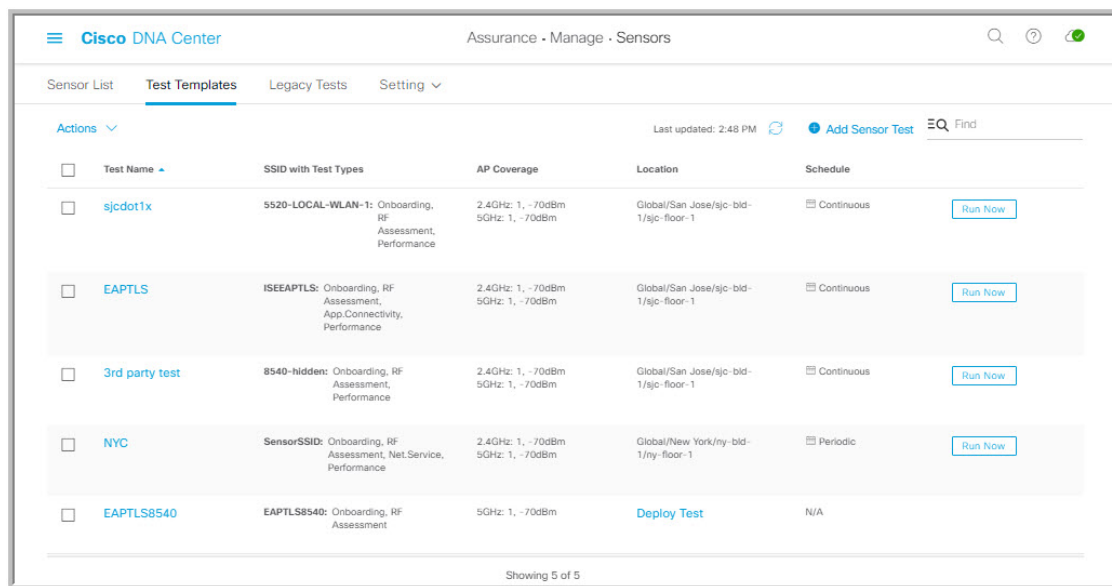 Cisco DNA Center
Assurance • Manage • Sensors
Sensor List Test Templates Legacy Tests Setting
Actions
Last updated: 2:48 PM
Add Sensor Test
Find
Test Name SSID with Test Types AP Coverage Location Schedule
sjcdot1x
5520-LOCAL-WLAN-1: Onboarding,
RF
Assessment,
Performance
2.4GHz: 1, -70dBm
5GHz: 1, -70dBm
Global/San Jose/sjc-bld-
1/sjc-floor-1
Continuous
Run Now
EAPTLS
ISEEAPTLS: Onboarding, RF
Assessment,
App.Connectivity,
Performance
2.4GHz: 1, -70dBm
5GHz: 1, -70dBm
Global/San Jose/sjc-bld-
1/sjc-floor-1
Continuous
Run Now
3rd party test
8540-hidden: Onboarding, RF
Assessment,
Performance
2.4GHz: 1, -70dBm
5GHz: 1, -70dBm
Global/San Jose/sjc-bld-
1/sjc-floor-1
Continuous
Run Now
NYC
SensorSSID: Onboarding, RF
Assessment, Net.Service,
Performance
2.4GHz: 1, -70dBm
5GHz: 1, -70dBm
Global/New York/ny-bld-
1/ny-floor-1
Periodic
Run Now
EAPTLS8540
EAPTLS8540: Onboarding, RF
Assessment
5GHz: 1, -70dBm
Deploy Test
N/A
Showing 5 of 5